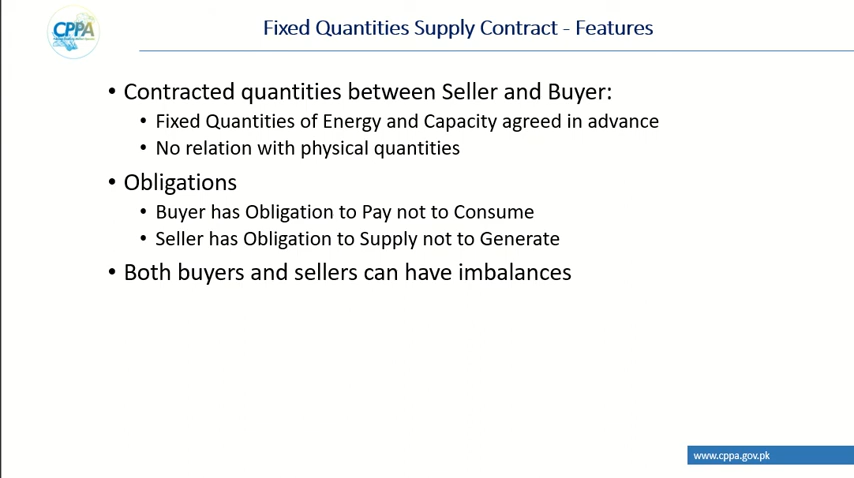 CPPA
Fixed Quantities Supply Contract - Features
• Contracted quantities between Seller and Buyer:
• Fixed Quantities of Energy and Capacity agreed in advance
• No relation with physical quantities
• Obligations
• Buyer has Obligation to Pay not to Consume
• Seller has Obligation to Supply not to Generate
• Both buyers and sellers can have imbalances
www.cppa.gov.pk